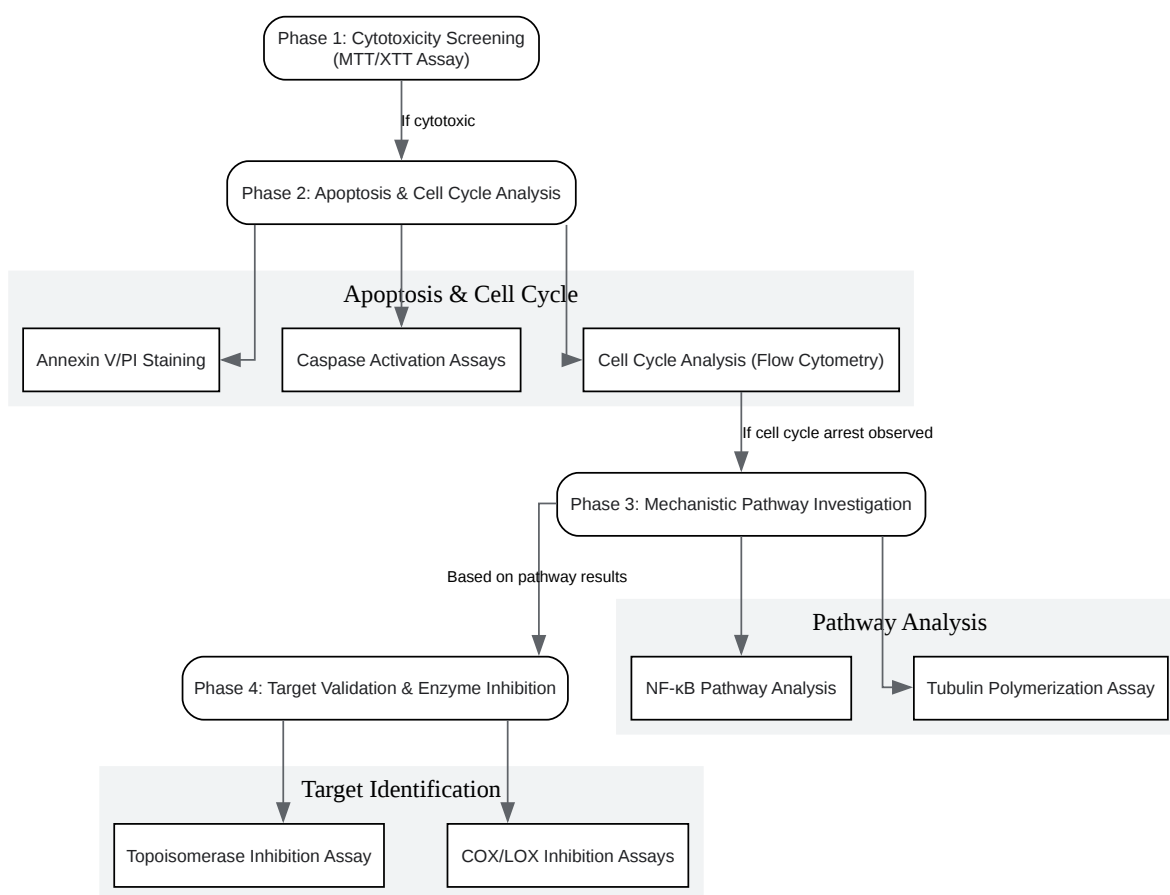 Phase 1: Cytotoxicity Screening
(MTT/XTT Assay)
If cytotoxic
Phase 2: Apoptosis & Cell Cycle Analysis
Apoptosis & Cell Cycle
Annexin V/PI Staining
Caspase Activation Assays
Cell Cycle Analysis (Flow Cytometry)
If cell cycle arrest observed
Phase 3: Mechanistic Pathway Investigation
Based on pathway results
Pathway Analysis
Phase 4: Target Validation & Enzyme Inhibition
NF-κB Pathway Analysis
Tubulin Polymerization Assay
Target Identification
Topoisomerase Inhibition Assay
COX/LOX Inhibition Assays